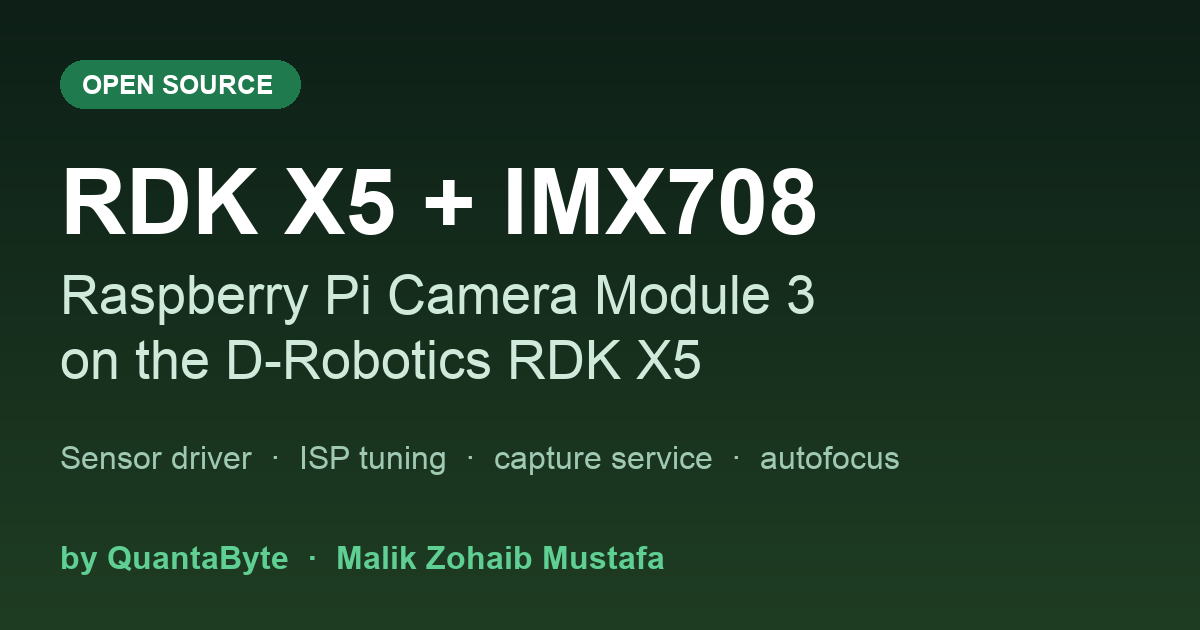 OPEN SOURCE
RDK X5 + IMX708
Raspberry Pi Camera Module 3
on the D-Robotics RDK X5
Sensor driver · ISP tuning · capture service · autofocus
by QuantaByte · Malik Zohaib Mustafa